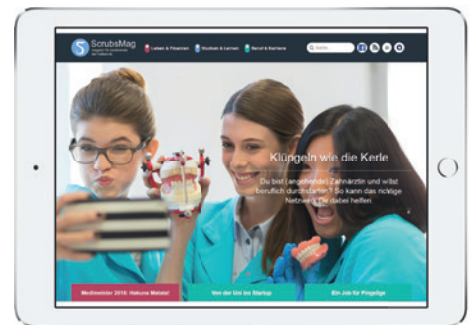 ScrubsMag
Leben & Finanzen
Studium & Lernen
Beruf & Karriere
Klüngeln wie die Kerle
Du bist (angehende) Zahnärztin und willst
beruflich durchstarten? So kann das richtige
Netzwerk Dir dabei helfen.
Medimeister 2016: Hakuna Matata!
Von der Uni ins Startup
Ein Job für Pingelige